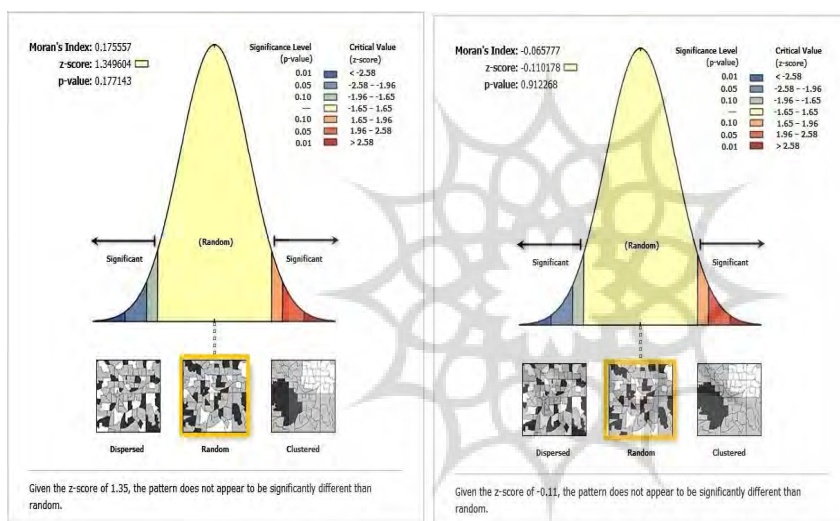 Moran's Index: 0.175557
z-score: 1.349604
p-value: 0.177143
Significance Level
(p-value)
Critical Value
(z-score)
0.01 < -2.58
0.05 -2.58 - -1.96
0.10 -1.96 - -1.65
— -1.65 - 1.65
0.10 1.65 - 1.96
0.05 1.96 - 2.58
0.01 > 2.58
(Random)
Significant
Significant
Dispersed
Random
Clustered
Given the z-score of 1.35, the pattern does not appear to be significantly different than
random.
Moran's Index: -0.065777
z-score: -0.110178
p-value: 0.912268
Significance Level
(p-value)
Critical Value
(z-score)
0.01 < -2.58
0.05 -2.58 - -1.96
0.10 -1.96 - -1.65
— -1.65 - 1.65
0.10 1.65 - 1.96
0.05 1.96 - 2.58
0.01 > 2.58
(Random)
Significant
Significant
Dispersed
Random
Clustered
Given the z-score of -0.11, the pattern does not appear to be significantly different than
random.